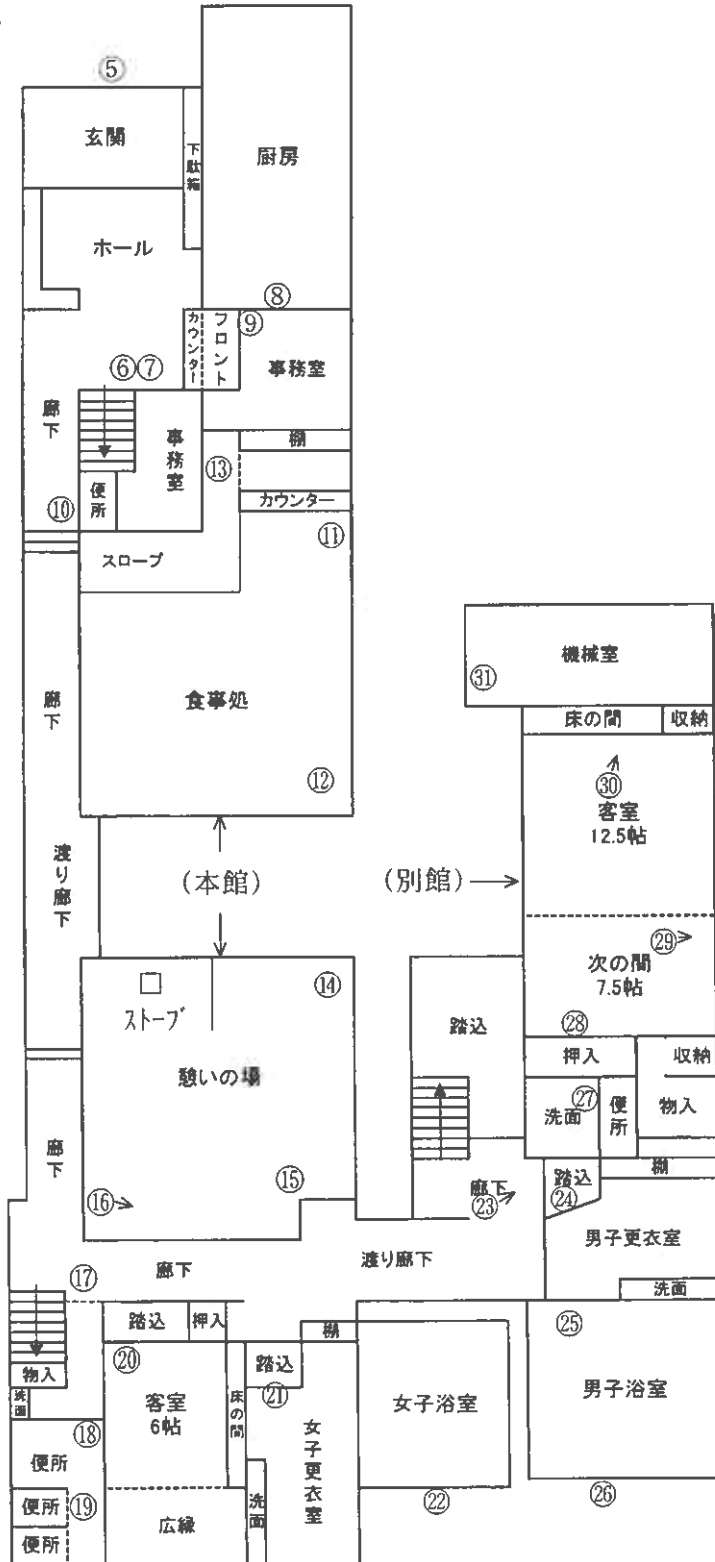 ⑤
玄関
下駄箱
厨房
ホール
⑧
カウンター
フロント
⑨
事務室
⑥⑦
廊下
事務室
棚
⑬
便所
カウンター
⑩
⑪
スロープ
機械室
㉛
廊下
食事処
床の間
収納
⑫
㉚
客室
12.5帖
渡り廊下
(本館)
(別館)
㉙
次の間
7.5帖
⑭
ストーブ
踏込
㉘
憩いの場
押入
収納
洗面
㉗
便所
物入
廊下
⑮
⑯
廊下
㉓
踏込
㉔
棚
男子更衣室
渡り廊下
⑰
廊下
洗面
踏込
押入
棚
㉕
物入
⑳
踏込
㉑
洗面
客室
6帖
床の間
女子更衣室
女子浴室
男子浴室
⑱
便所
㉒
㉖
便所
⑲
洗面
広縁
便所